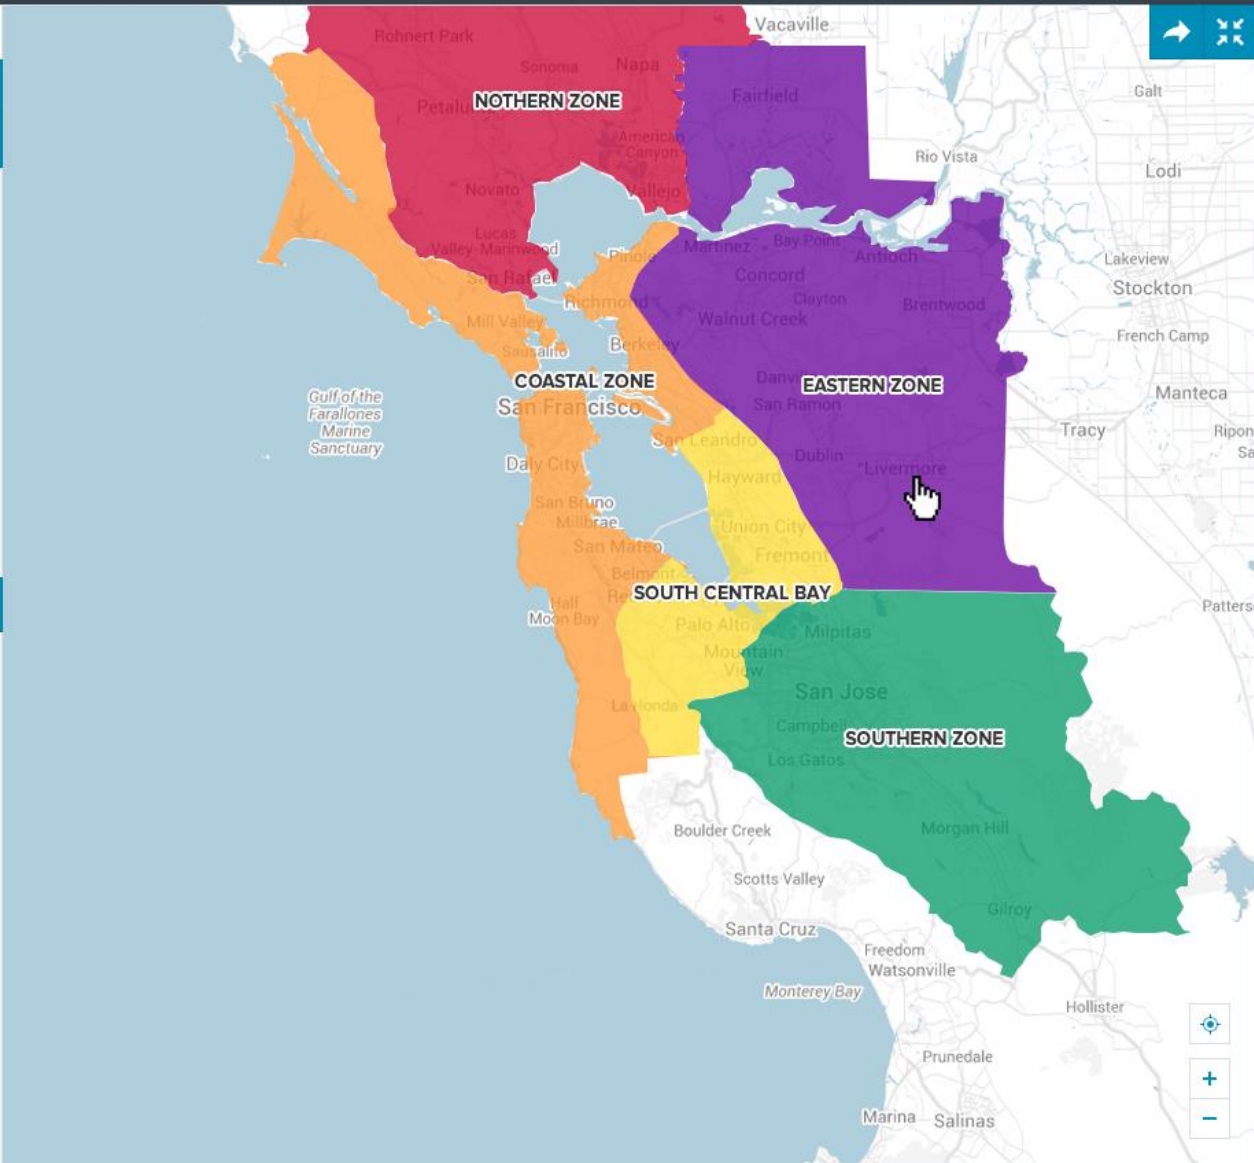 Vacaville
Rohnert Park
Sonoma
Napa
Galt
Fairfield
NOTHERN ZONE
American
Canyon
Rio Vista
Lodi
Novato
Vallejo
Lucas
Valley-Marinwood
Pinole
Martinez
Bay Point
Antioch
Lakeview
Concord
Stockton
Richmond
Clayton
Brentwood
Mill Valley
Walnut Creek
French Camp
Sausalito
Berkeley
COASTAL ZONE
EASTERN ZONE
Gulf of the
Farallones
Marine
Sanctuary
San Francisco
San Ramon
Manteca
Tracy
Ripon
Sa
San Leandro
Daly City
Dublin
Livermore
Hayward
San Bruno
Millbrae
Union City
San Mateo
Fremont
Belmont
Re
SOUTH CENTRAL BAY
Half
Moon Bay
Patters
Palo Alto
Milpitas
Mountain
View
San Jose
La Honda
Campbell
SOUTHERN ZONE
Los Gatos
Boulder Creek
Morgan Hill
Scotts Valley
Gilroy
Santa Cruz
Freedom
Watsonville
Monterey Bay
Hollister
Prunedale
Marina
Salinas
+
−